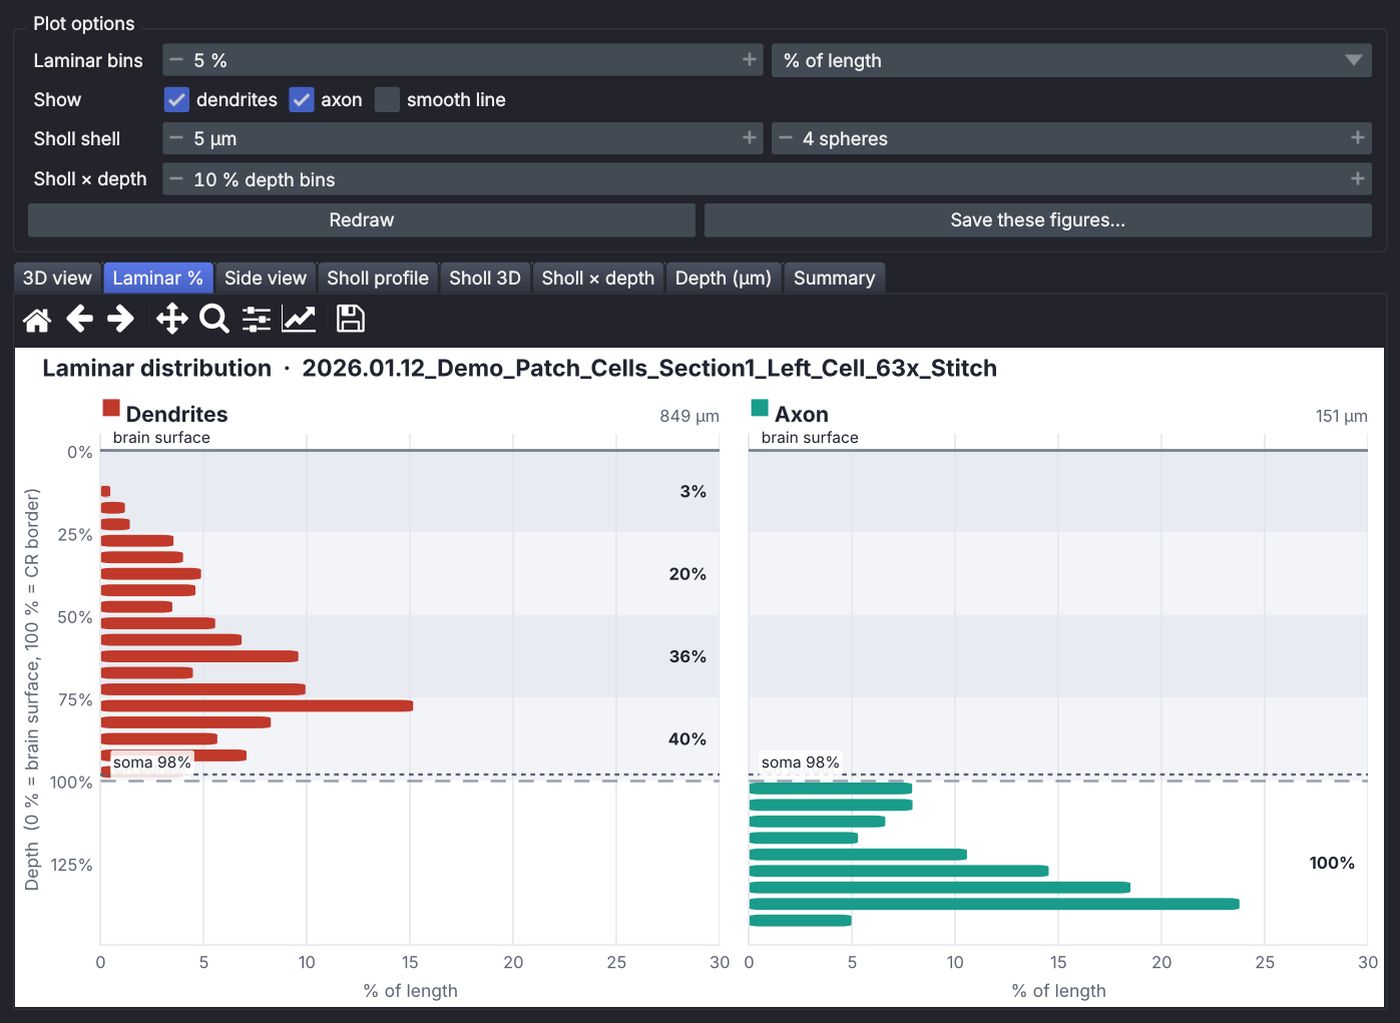 Plot options
Laminar bins 5 % % of length
Show dendrites axon smooth line
Sholl shell 5 µm 4 spheres
Sholl × depth 10 % depth bins
Redraw Save these figures...
3D view Laminar % Side view Sholl profile Sholl 3D Sholl × depth Depth (µm) Summary
Laminar distribution · 2026.01.12_Demo_Patch_Cells_Section1_Left_Cell_63x_Stitch
Dendrites 849 µm
brain surface
0%
25%
50%
75%
100%
125%
Depth (0 % = brain surface, 100 % = CR border)
3%
20%
36%
40%
soma 98%
0 5 10 15 20 25 30
% of length
Axon 151 µm
brain surface
soma 98%
100%
0 5 10 15 20 25 30
% of length